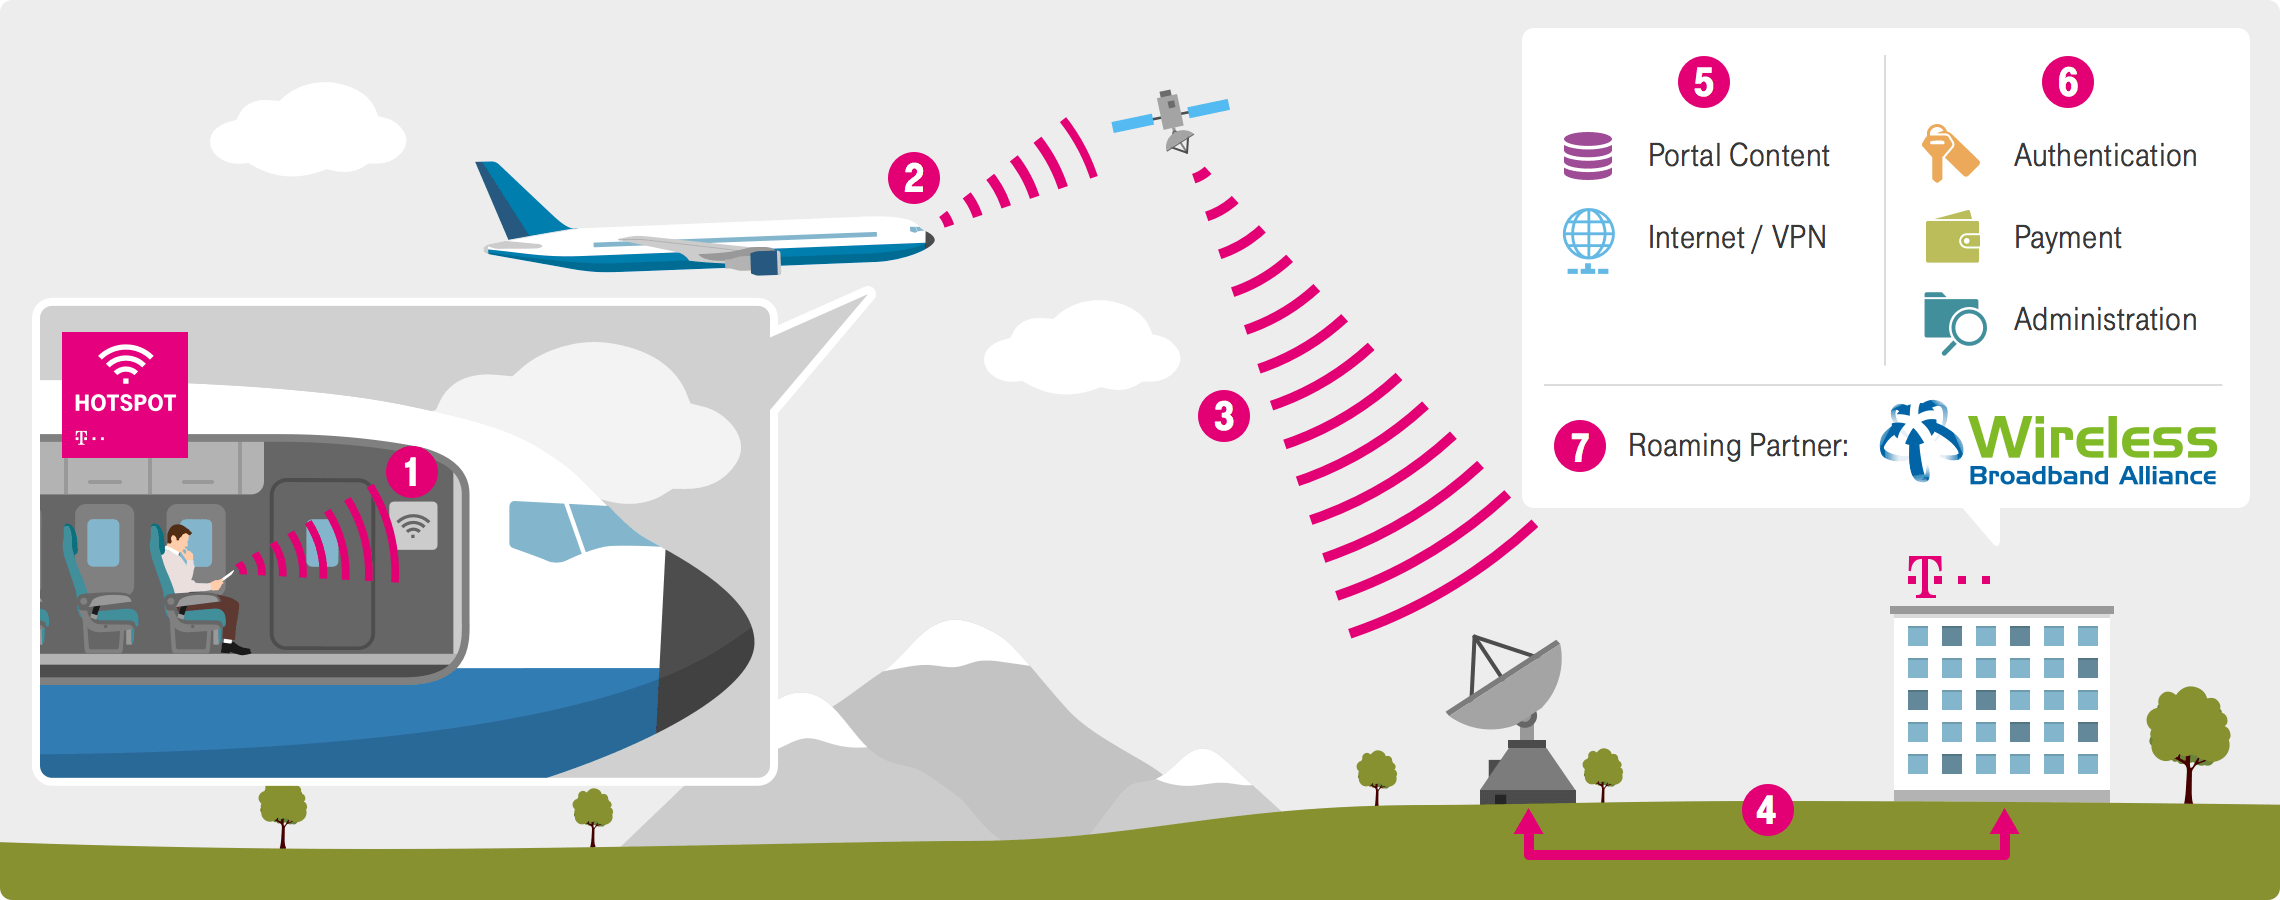 HOTSPOT
T··
1
2
3
4
5
Portal Content
Internet / VPN
6
Authentication
Payment
Administration
7
Roaming Partner:
Wireless
Broadband Alliance
T··